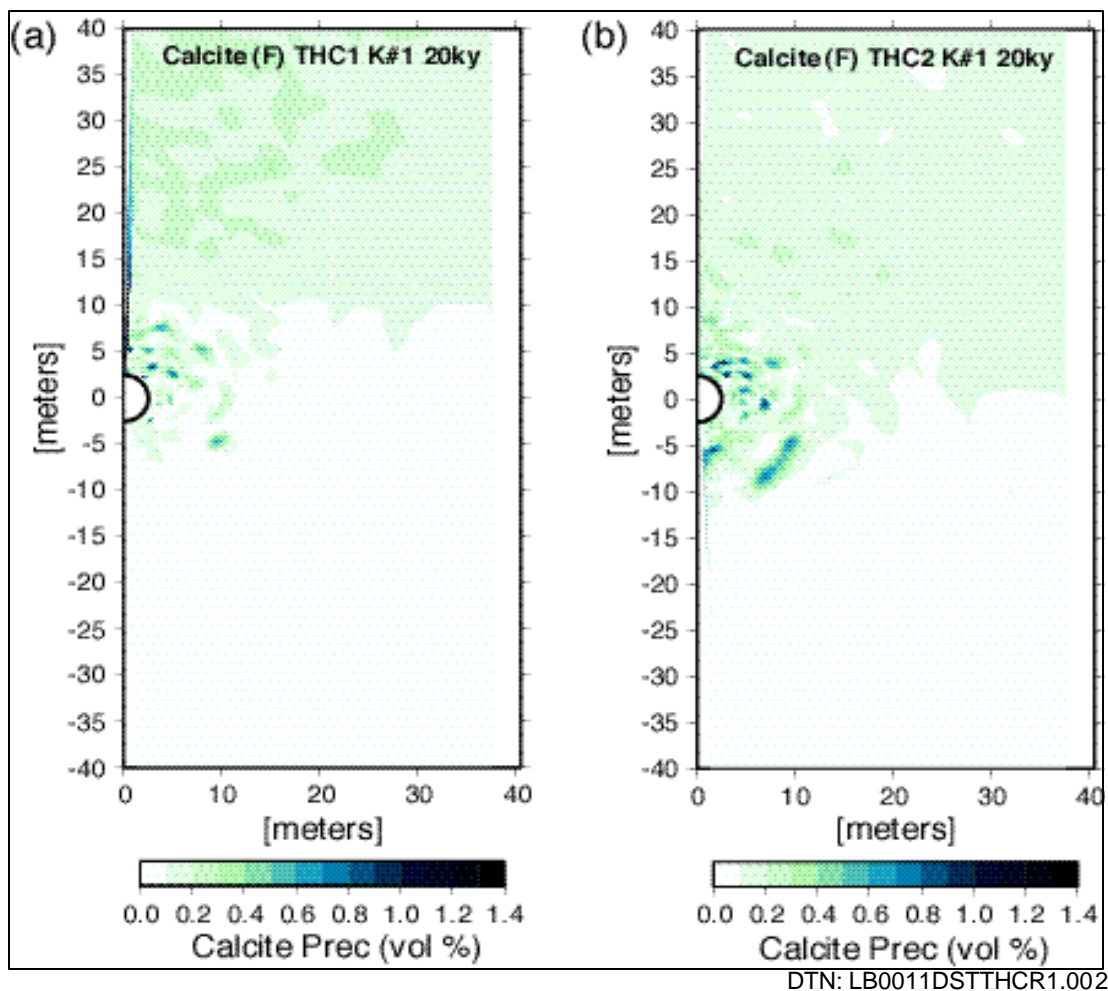 (a)
Calcite (F) THC1 K#1 20ky
40
35
30
25
20
15
10
5
0
-5
-10
-15
-20
-25
-30
-35
-40
[meters]
0 10 20 30 40
[meters]
0.0 0.2 0.4 0.6 0.8 1.0 1.2 1.4
Calcite Prec (vol %)
(b)
Calcite (F) THC2 K#1 20ky
40
35
30
25
20
15
10
5
0
-5
-10
-15
-20
-25
-30
-35
-40
[meters]
0 10 20 30 40
[meters]
0.0 0.2 0.4 0.6 0.8 1.0 1.2 1.4
Calcite Prec (vol %)
DTN: LB0011DSTTHCR1.002